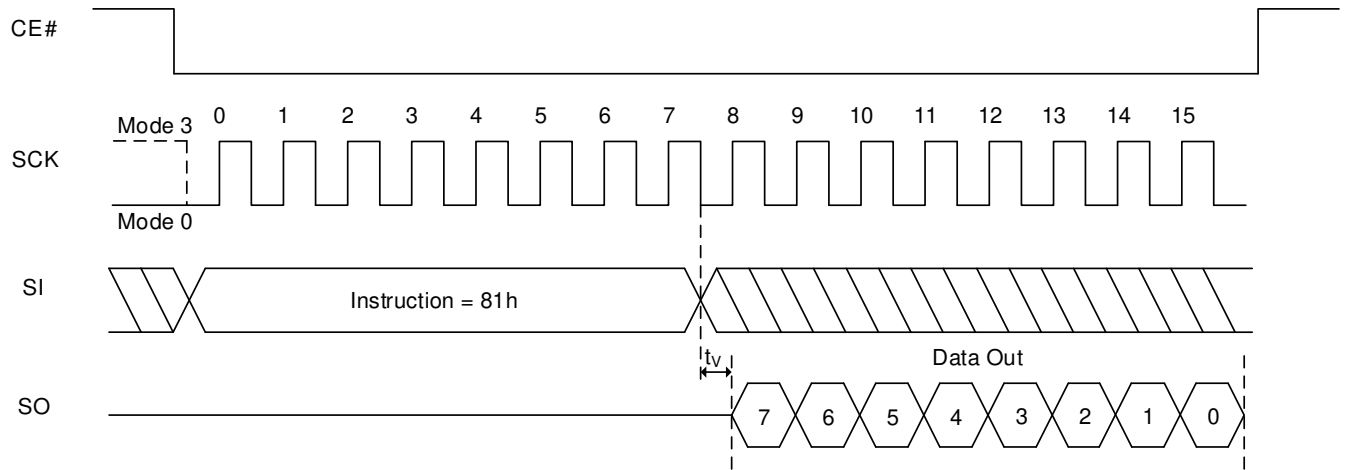 CE#
Mode 3
0 1 2 3 4 5 6 7 8 9 10 11 12 13 14 15
SCK
Mode 0
SI
Instruction = 81h
tV
Data Out
SO
7 6 5 4 3 2 1 0